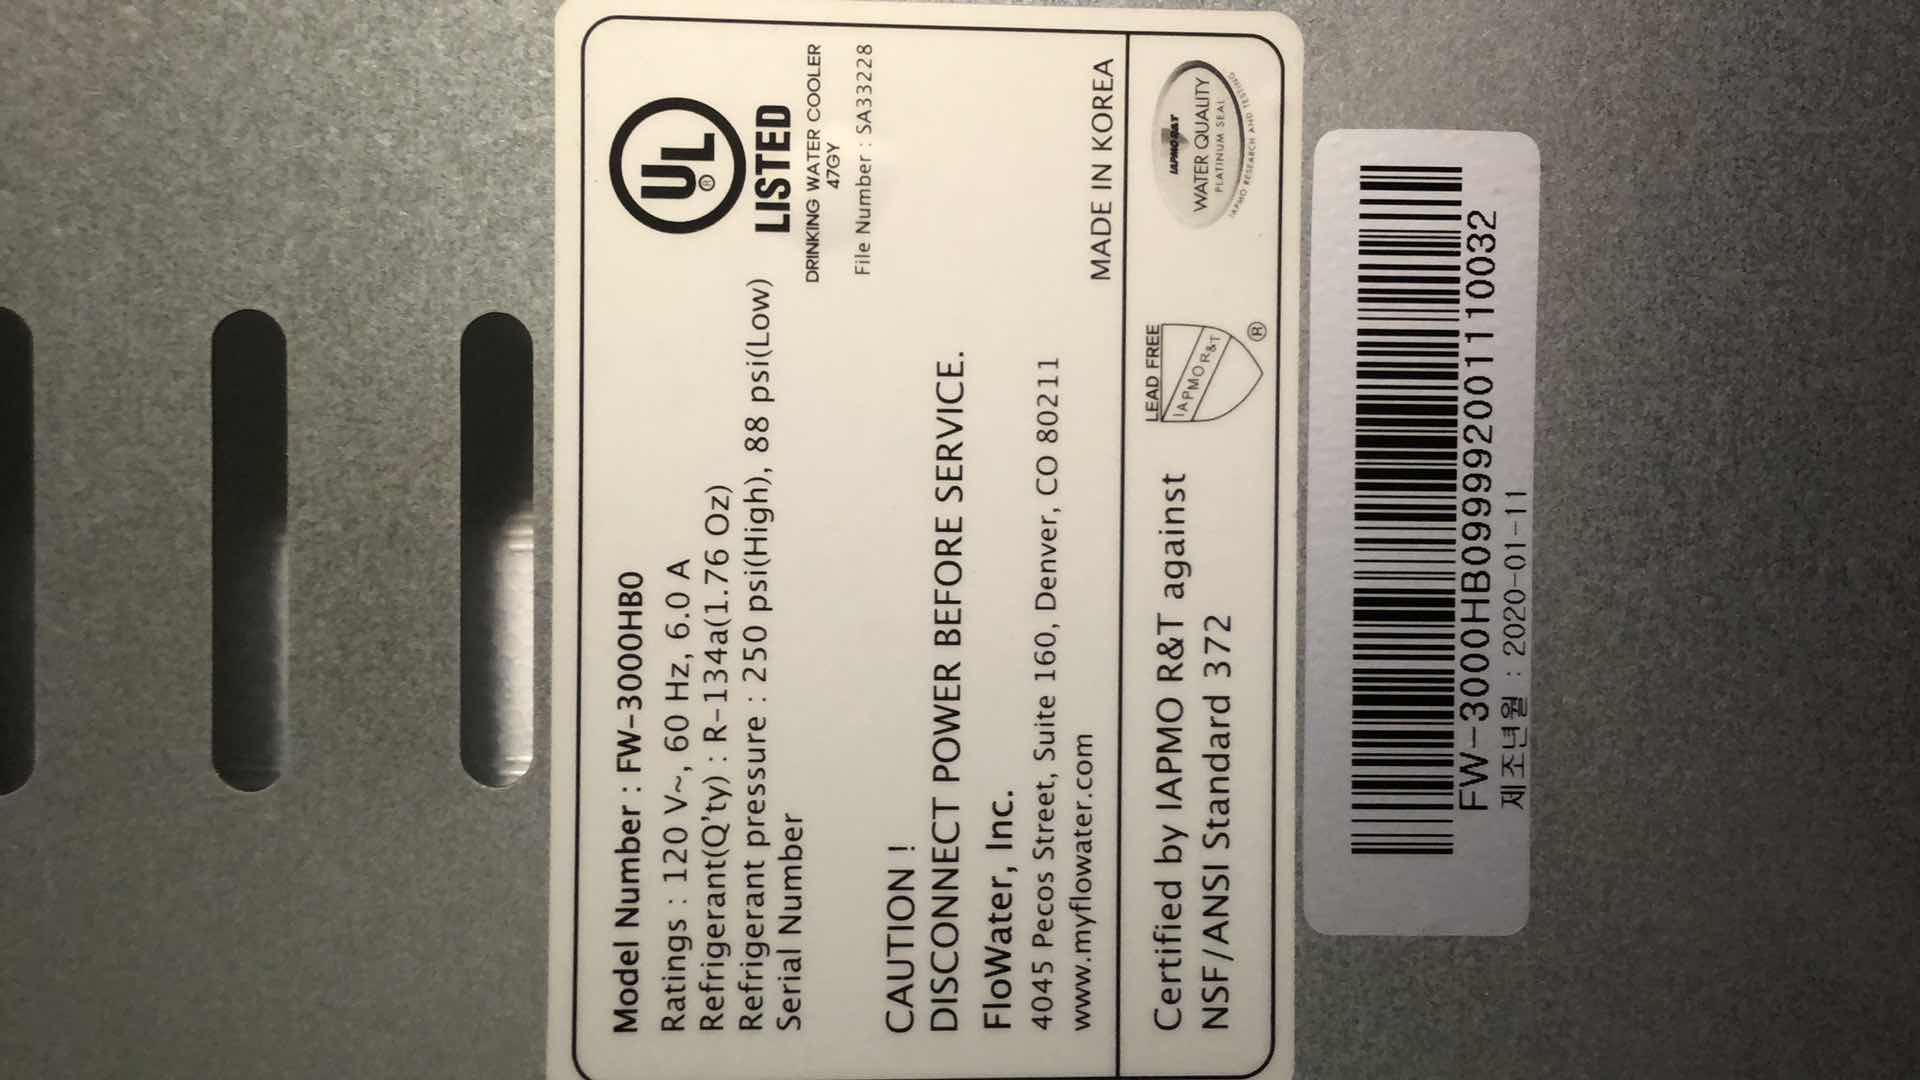 Model Number : FW-3000HB0
Ratings : 120 V~, 60 Hz, 6.0 A
Refrigerant(Q'ty) : R-134a(1.76 Oz)
Refrigerant pressure : 250 psi(High), 88 psi(Low)
Serial Number
UL ®
LISTED
DRINKING WATER COOLER
47GY
File Number : SA33228
CAUTION !
DISCONNECT POWER BEFORE SERVICE.
FloWater, Inc.
4045 Pecos Street, Suite 160, Denver, CO 80211
www.myflowater.com
MADE IN KOREA
Certified by IAPMO R&T against
NSF/ANSI Standard 372
LEAD FREE
IAPMO R&T
®
IAPMO R&T
WATER QUALITY
PLATINUM SEAL
IAPMO RESEARCH AND TESTING
FW-3000HB099992001110032
제조년월 : 2020-01-11